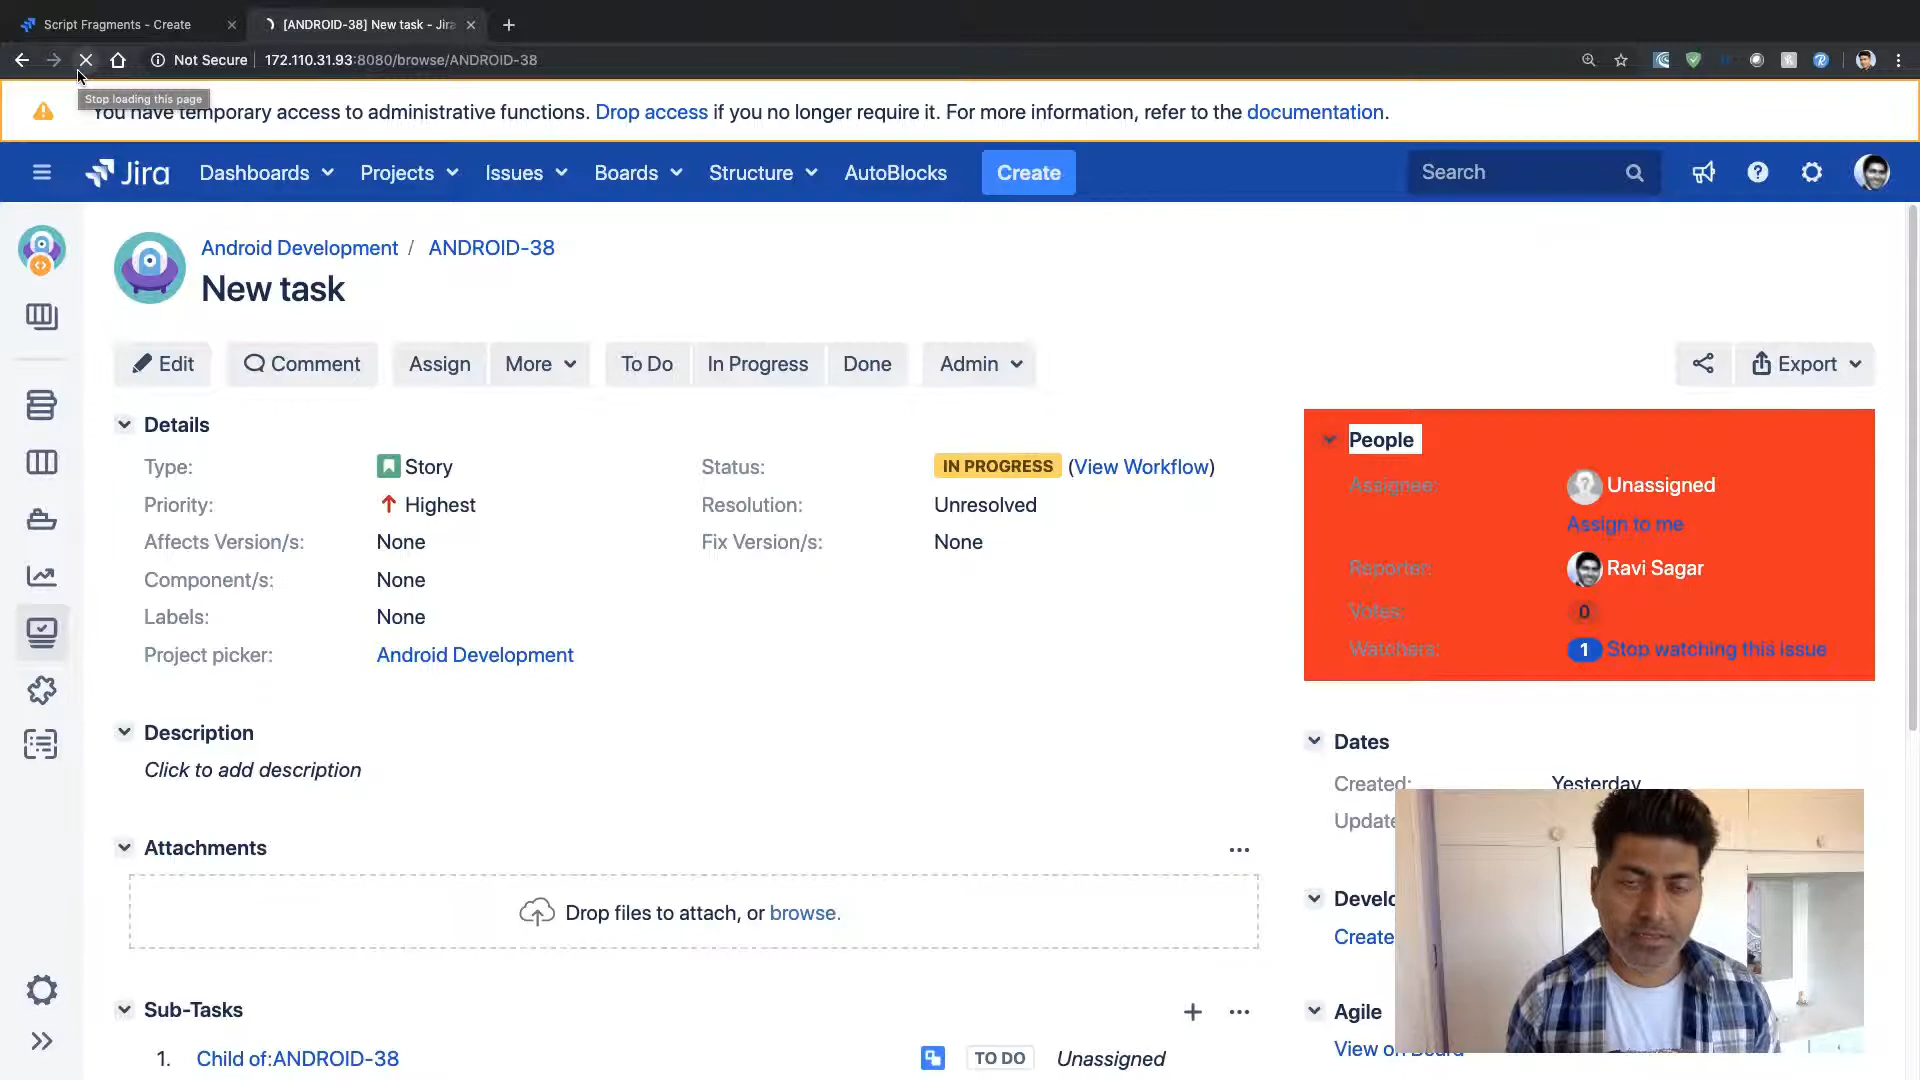 Script Fragments - Create
[ANDROID-38] New task - Jira
Not Secure
172.110.31.93:8080/browse/ANDROID-38
Stop loading this page
You have temporary access to administrative functions. Drop access if you no longer require it. For more information, refer to the documentation.
Jira
Dashboards
Projects
Issues
Boards
Structure
AutoBlocks
Create
Search
Android Development / ANDROID-38
New task
Edit
Comment
Assign
More
To Do
In Progress
Done
Admin
Export
Details
Type: Story
Status: IN PROGRESS (View Workflow)
Priority: Highest
Resolution: Unresolved
Affects Version/s: None
Fix Version/s: None
Component/s: None
Labels: None
Project picker: Android Development
People
Assignee: Unassigned
Assign to me
Reporter: Ravi Sagar
Votes: 0
Watchers: 1 Stop watching this issue
Description
Click to add description
Dates
Created: Yesterday
Update
Attachments
Drop files to attach, or browse.
Develo
Create
Sub-Tasks
1. Child of:ANDROID-38
TO DO
Unassigned
Agile
View on Board